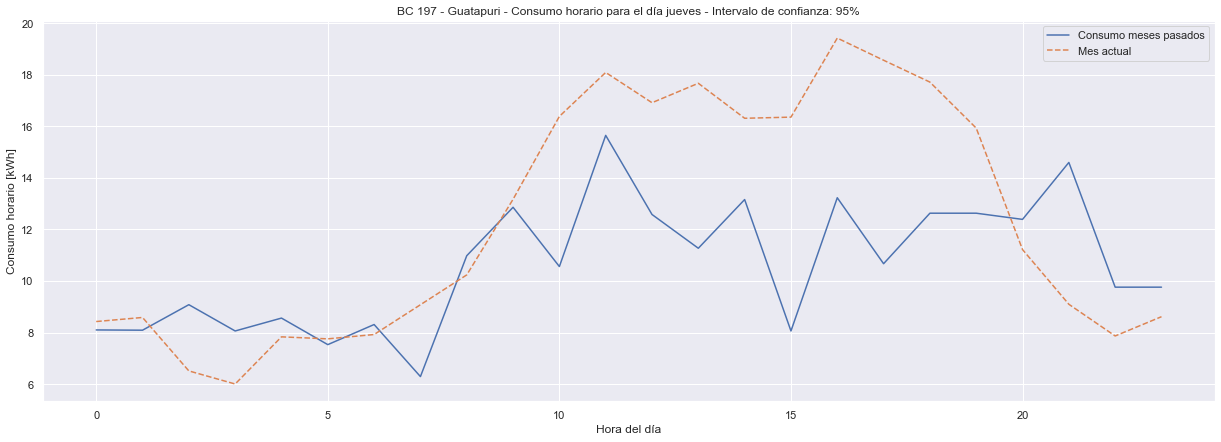 BC 197 - Guatapuri - Consumo horario para el día jueves - Intervalo de confianza: 95%
Consumo meses pasados
Mes actual
Consumo horario [kWh]
20
18
16
14
12
10
8
6
0
5
10
15
20
Hora del día